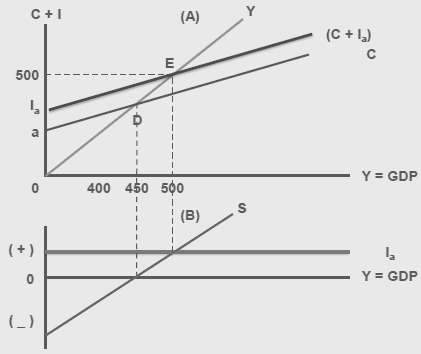 C + I
(A)
Y
(C + Iₐ)
C
E
500
Iₐ
a
D
0
400
450
500
Y = GDP
(B)
S
( + )
Iₐ
0
Y = GDP
( _ )